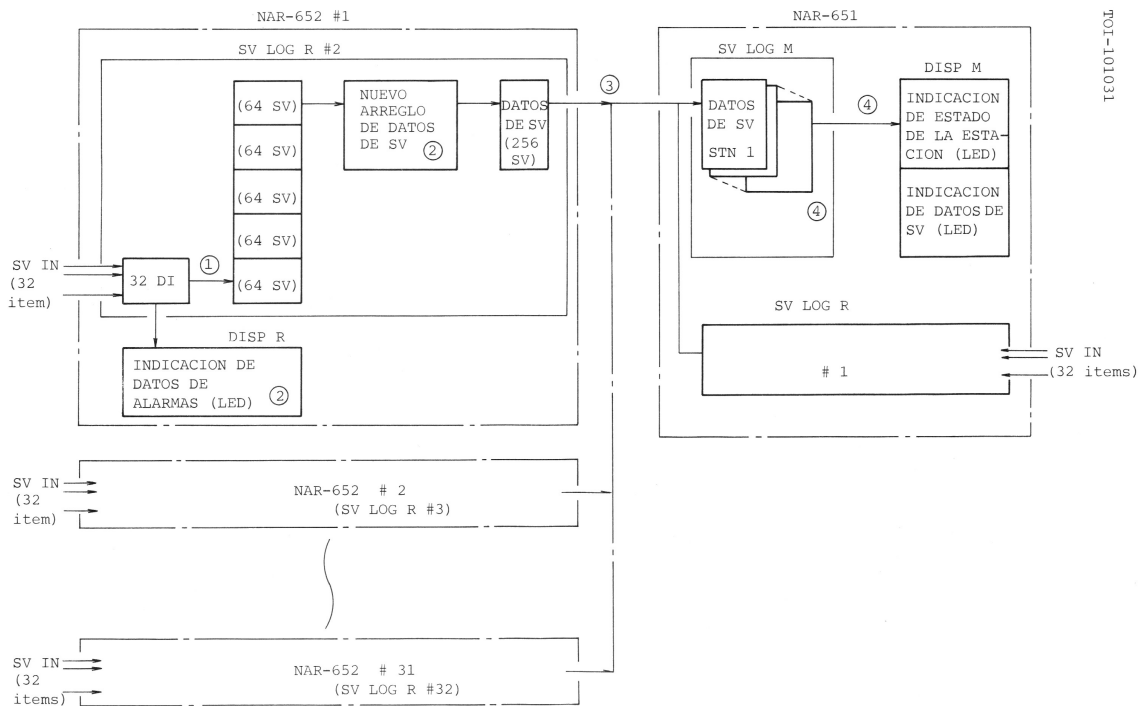 NAR-652 #1
SV LOG R #2
(64 SV)
(64 SV)
(64 SV)
(64 SV)
(64 SV)
NUEVO
ARREGLO
DE DATOS
DE SV
②
DATOS
DE SV
(256
SV)
③
SV IN
(32
item)
32 DI
①
DISP R
INDICACION DE
DATOS DE
ALARMAS (LED)
②
NAR-651
SV LOG M
DATOS
DE SV
STN 1
④
④
DISP M
INDICACION
DE ESTADO
DE LA ESTA-
CION (LED)
INDICACION
DE DATOS DE
SV (LED)
SV LOG R
# 1
SV IN
(32 items)
SV IN
(32
item)
NAR-652 # 2
(SV LOG R #3)
SV IN
(32
items)
NAR-652 # 31
(SV LOG R #32)
TOI-101031